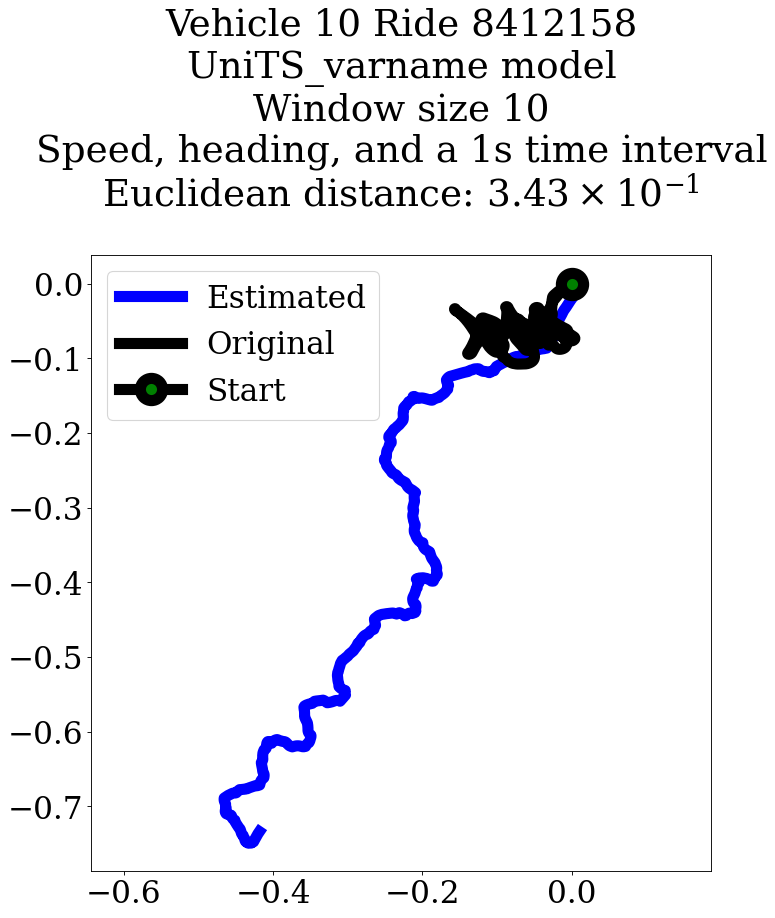 Vehicle 10 Ride 8412158
UniTS_varname model
Window size 10
Speed, heading, and a 1s time interval
Euclidean distance: 3.43 × 10⁻¹
Estimated
Original
Start
0.0
−0.1
−0.2
−0.3
−0.4
−0.5
−0.6
−0.7
−0.6 −0.4 −0.2 0.0